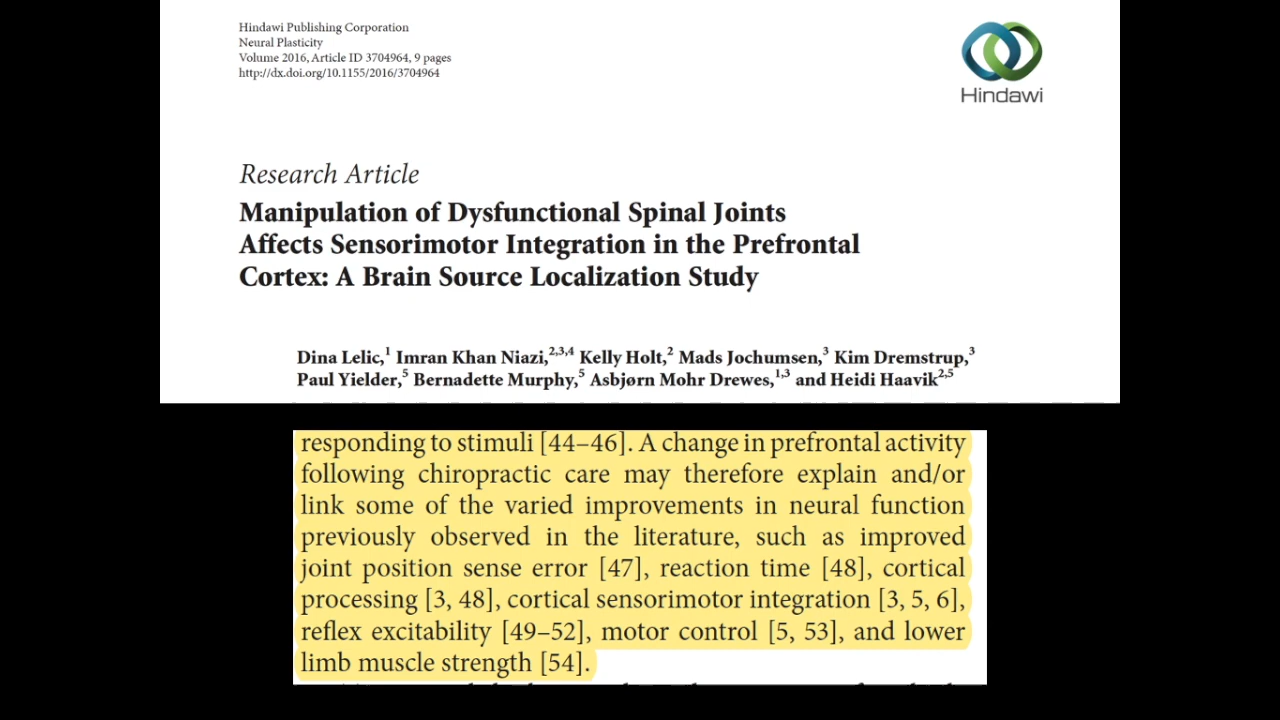 Hindawi Publishing Corporation
Neural Plasticity
Volume 2016, Article ID 3704964, 9 pages
http://dx.doi.org/10.1155/2016/3704964
Hindawi
Research Article
Manipulation of Dysfunctional Spinal Joints
Affects Sensorimotor Integration in the Prefrontal
Cortex: A Brain Source Localization Study
Dina Lelic,1 Imran Khan Niazi,2,3,4 Kelly Holt,2 Mads Jochumsen,3 Kim Dremstrup,3
Paul Yielder,5 Bernadette Murphy,5 Asbjørn Mohr Drewes,1,3 and Heidi Haavik2,5
responding to stimuli [44–46]. A change in prefrontal activity
following chiropractic care may therefore explain and/or
link some of the varied improvements in neural function
previously observed in the literature, such as improved
joint position sense error [47], reaction time [48], cortical
processing [3, 48], cortical sensorimotor integration [3, 5, 6],
reflex excitability [49–52], motor control [5, 53], and lower
limb muscle strength [54].